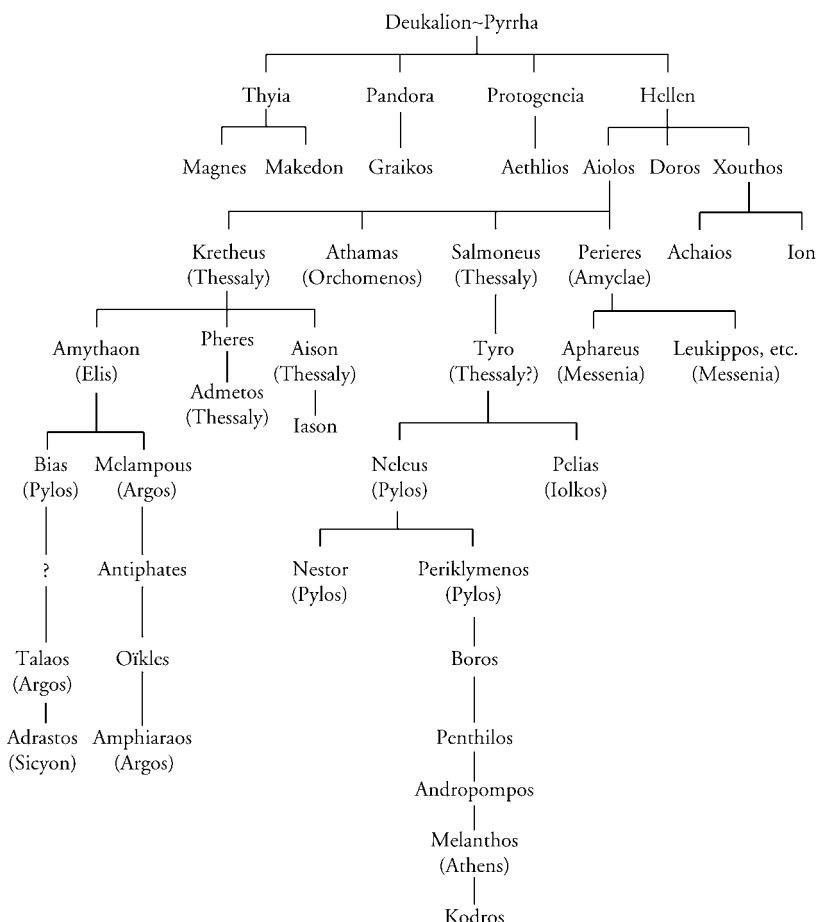 Deukalion~Pyrrha
Thyia Pandora Protogeneia Hellen
Magnes Makedon Graikos Aethlios Aiolos Doros Xouthos
Kretheus Athamas Salmoneus Perieres Achaios Ion
(Thessaly) (Orchomenos) (Thessaly) (Amyclae)
Amythaon Pheres Aison Tyro Aphareus Leukippos, etc.
(Elis) (Thessaly) (Thessaly?) (Messenia) (Messenia)
Admetos
(Thessaly) Iason
Bias Melampous Neleus Pelias
(Pylos) (Argos) (Pylos) (Iolkos)
? Antiphates Nestor Periklymenos
(Pylos) (Pylos)
Talaos Oïkles Boros
(Argos)
Adrastos Amphiaraos Penthilos
(Sicyon) (Argos)
Andropompos
Melanthos
(Athens)
Kodros